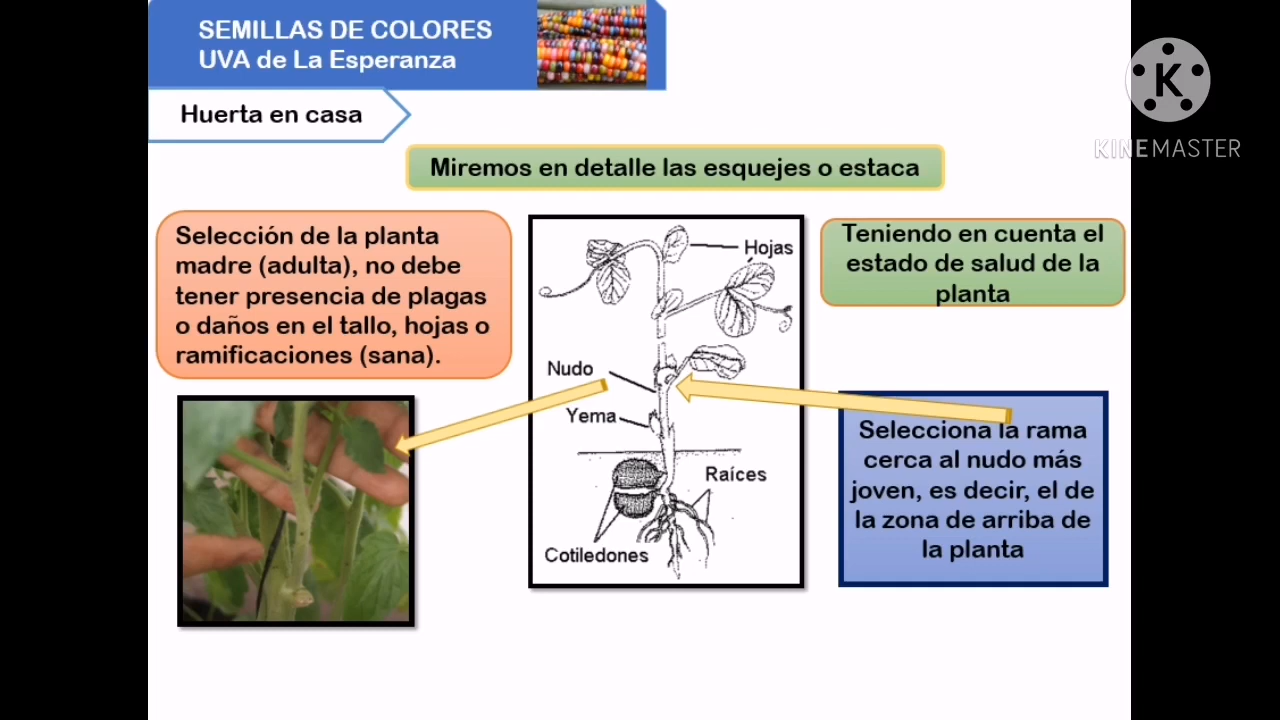 SEMILLAS DE COLORES
UVA de La Esperanza
Huerta en casa
KINEMASTER
Miremos en detalle las esquejes o estaca
Selección de la planta
madre (adulta), no debe
tener presencia de plagas
o daños en el tallo, hojas o
ramificaciones (sana).
Hojas
Nudo
Yema
Raíces
Cotiledones
Teniendo en cuenta el
estado de salud de la
planta
Selecciona la rama
cerca al nudo más
joven, es decir, el de
la zona de arriba de
la planta